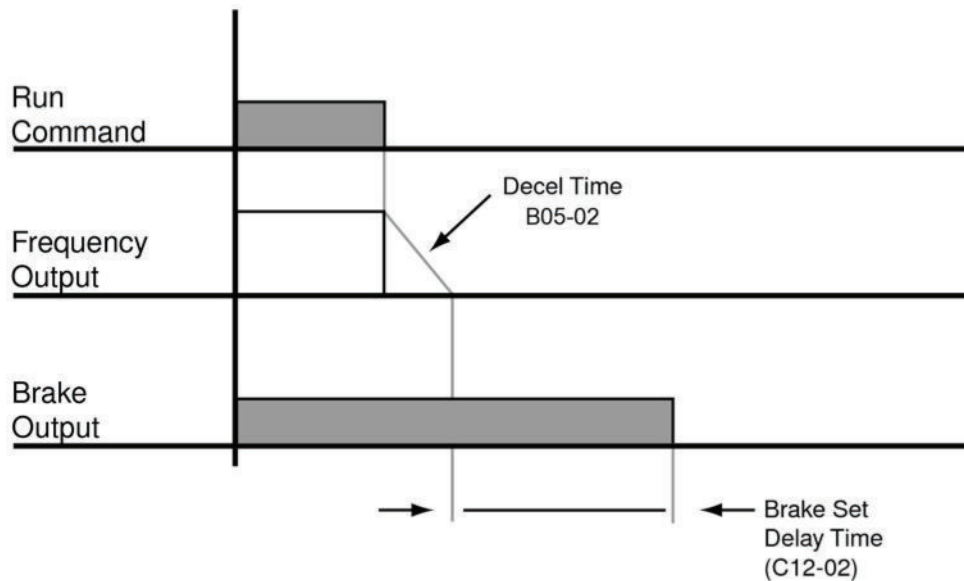 Run
Command
Decel Time
B05-02
Frequency
Output
Brake
Output
Brake Set
Delay Time
(C12-02)